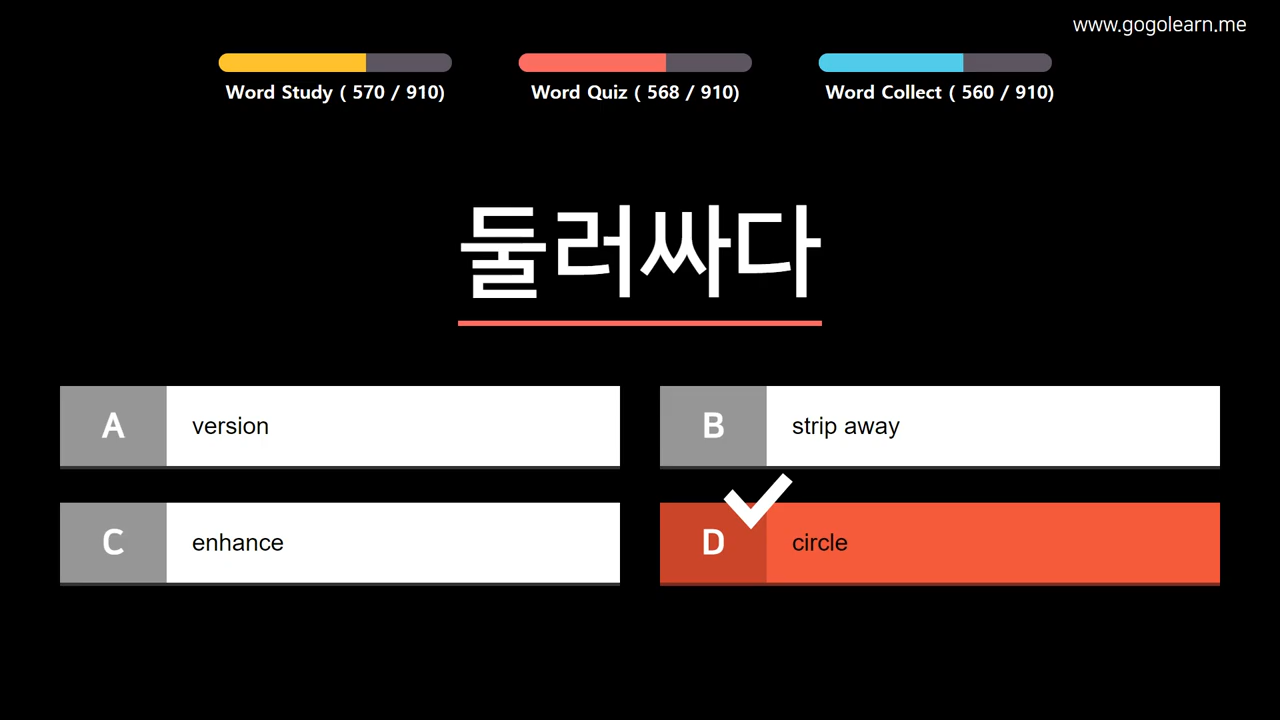 www.gogolearn.me
Word Study ( 570 / 910)
Word Quiz ( 568 / 910)
Word Collect ( 560 / 910)
둘러싸다
A version
B strip away
C enhance
D circle